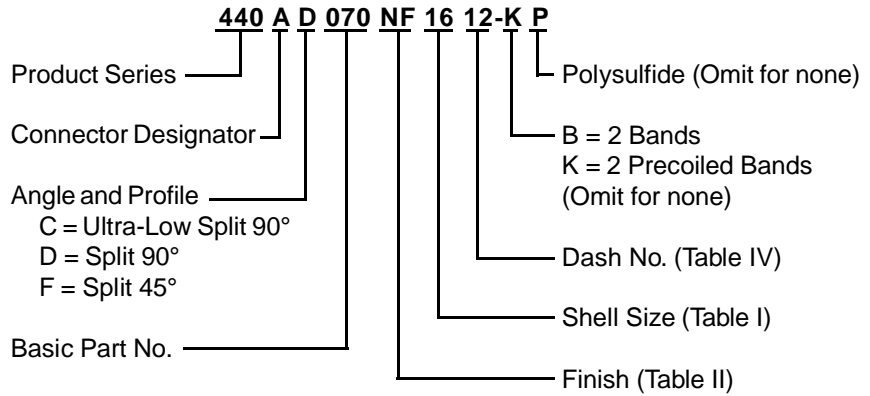 440 A D 070 NF 16 12-K P
Product Series
Connector Designator
Angle and Profile
C = Ultra-Low Split 90°
D = Split 90°
F = Split 45°
Basic Part No.
Polysulfide (Omit for none)
B = 2 Bands
K = 2 Precoiled Bands
(Omit for none)
Dash No. (Table IV)
Shell Size (Table I)
Finish (Table II)